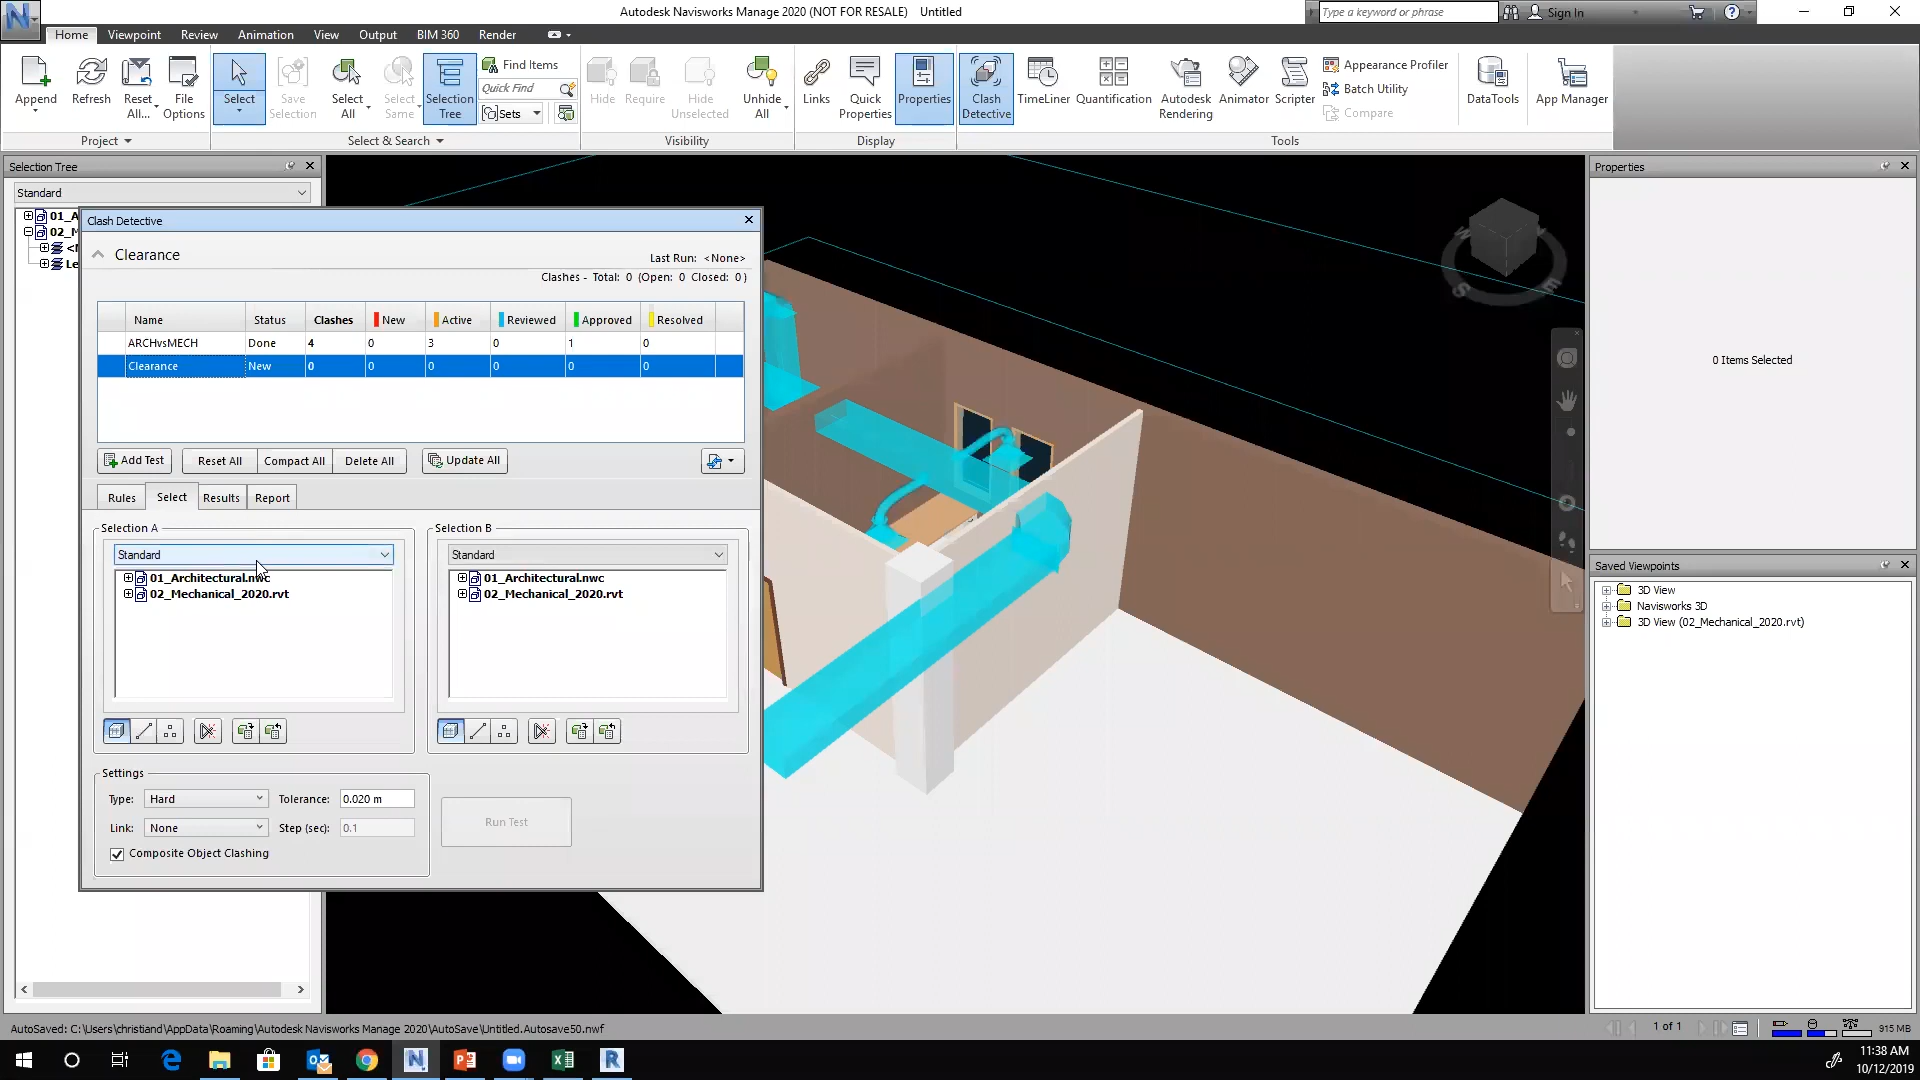 Autodesk Navisworks Manage 2020 (NOT FOR RESALE) Untitled
Type a keyword or phrase
Sign In
Home Viewpoint Review Animation View Output BIM 360 Render
Append
Refresh
Reset All...
File Options
Select
Save Selection
Select All
Select Same
Selection Tree
Find Items
Quick Find
Sets
Hide
Require
Hide Unselected
Unhide All
Links
Quick Properties
Properties
Clash Detective
TimeLiner
Quantification
Autodesk Rendering
Animator
Scripter
Appearance Profiler
Batch Utility
Compare
DataTools
App Manager
Project
Select & Search
Visibility
Display
Tools
Selection Tree
Standard
01_A
02_M
<N
Le
Clash Detective
Clearance
Last Run: <None>
Clashes - Total: 0 (Open: 0 Closed: 0)
Name Status Clashes New Active Reviewed Approved Resolved
ARCHvsMECH Done 4 0 3 0 1 0
Clearance New 0 0 0 0 0 0
Add Test Reset All Compact All Delete All Update All
Rules Select Results Report
Selection A
Standard
01_Architectural.nwc
02_Mechanical_2020.rvt
Selection B
Standard
01_Architectural.nwc
02_Mechanical_2020.rvt
Settings
Type: Hard Tolerance: 0.020 m
Link: None Step (sec): 0.1
Composite Object Clashing
Run Test
W
S
E
Properties
0 Items Selected
Saved Viewpoints
3D View
Navisworks 3D
3D View (02_Mechanical_2020.rvt)
AutoSaved: C:\Users\christiand\AppData\Roaming\Autodesk Navisworks Manage 2020\AutoSave\Untitled.Autosave50.nwf
1 of 1
915 MB
11:38 AM
10/12/2019